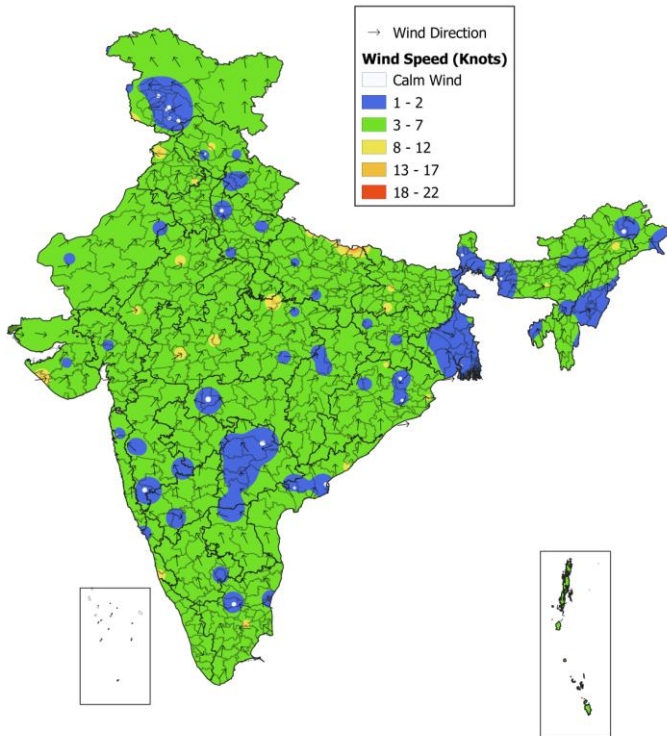 Wind Direction
Wind Speed (Knots)
Calm Wind
1 - 2
3 - 7
8 - 12
13 - 17
18 - 22